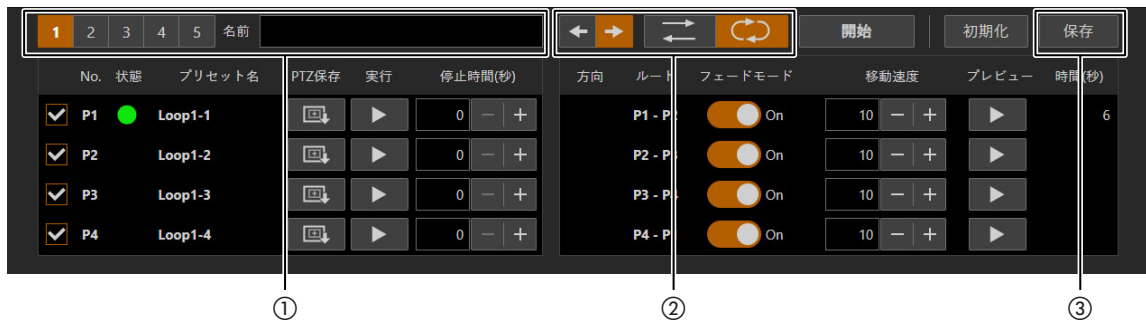 1 2 3 4 5 名前 開始 初期化 保存
No. 状態 プリセット名 PTZ保存 実行 停止時間(秒) 方向 ルート フェードモード 移動速度 プレビュー 時間(秒)
P1 Loop1-1 0 − + P1 - P2 On 10 − + 6
P2 Loop1-2 0 − + P2 - P3 On 10 − +
P3 Loop1-3 0 − + P3 - P4 On 10 − +
P4 Loop1-4 0 − + P4 - P1 On 10 − +
① ② ③